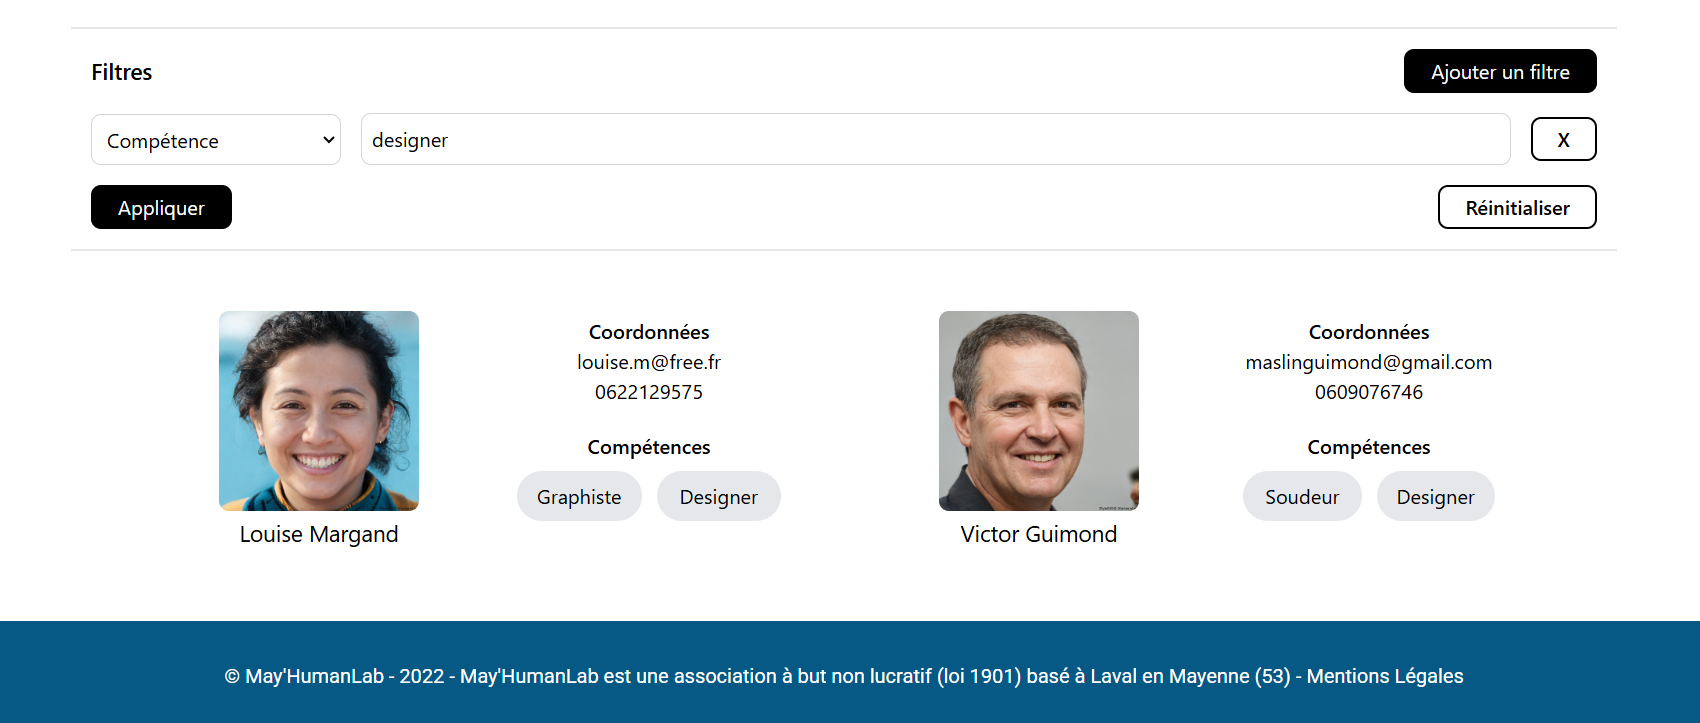 Filtres
Ajouter un filtre
Compétence
designer
X
Appliquer
Réinitialiser
Coordonnées
louise.m@free.fr
0622129575
Compétences
Graphiste
Designer
Louise Margand
Coordonnées
maslinguimond@gmail.com
0609076746
Compétences
Soudeur
Designer
Victor Guimond
© May'HumanLab - 2022 - May'HumanLab est une association à but non lucratif (loi 1901) basé à Laval en Mayenne (53) - Mentions Légales